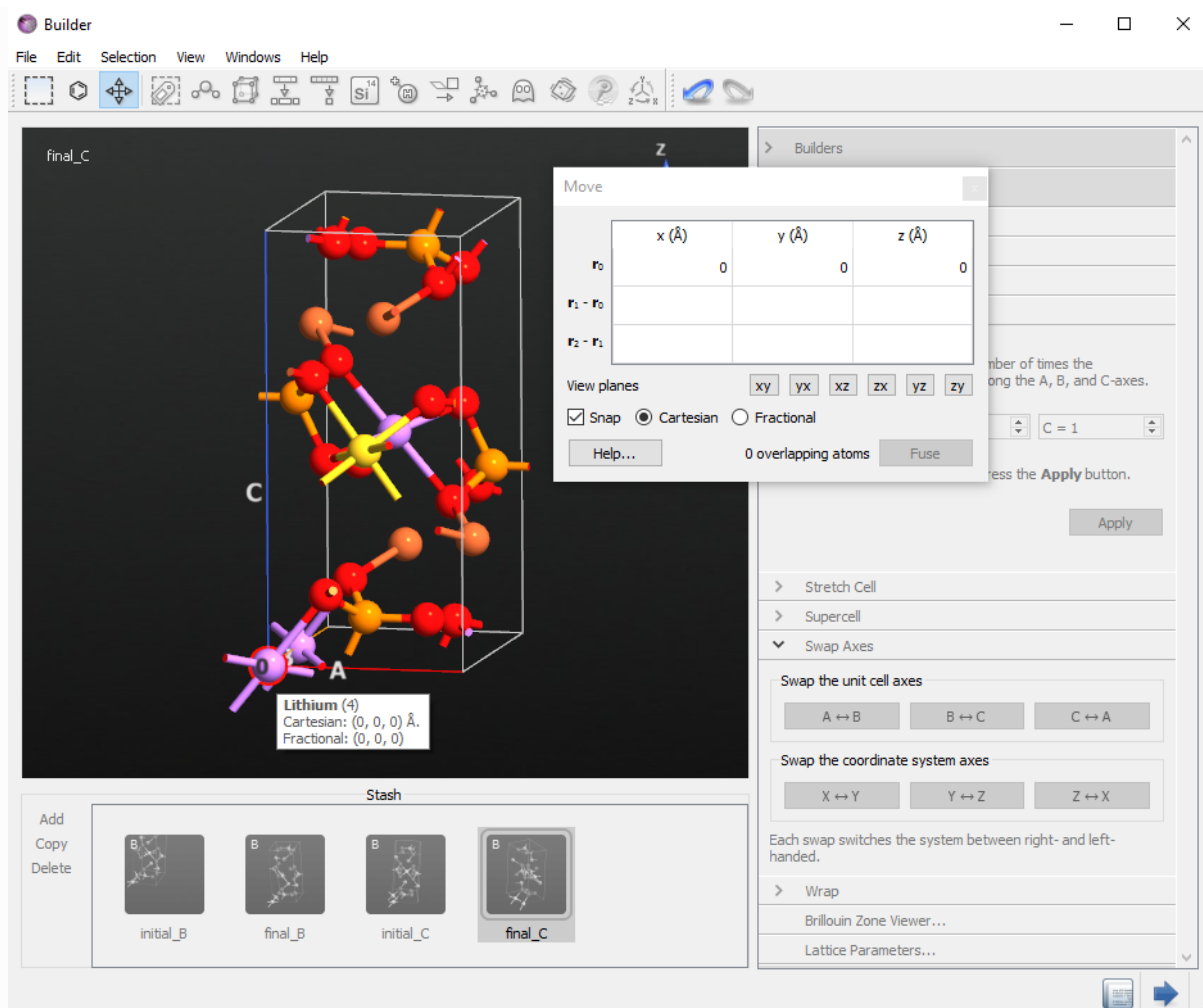 Builder
File Edit Selection View Windows Help
Si 14
H
Z Y X
final_C
Z
C
B
A
0
Lithium (4)
Cartesian: (0, 0, 0) Å.
Fractional: (0, 0, 0)
Move
x
x (Å) y (Å) z (Å)
r0 0 0 0
r1 - r0
r2 - r1
View planes xy yx xz zx yz zy
Snap Cartesian Fractional
Help... 0 overlapping atoms Fuse
Builders
mber of times the
ong the A, B, and C-axes.
C = 1
ress the Apply button.
Apply
Stretch Cell
Supercell
Swap Axes
Swap the unit cell axes
A ↔ B B ↔ C C ↔ A
Swap the coordinate system axes
X ↔ Y Y ↔ Z Z ↔ X
Each swap switches the system between right- and left-
handed.
Wrap
Brillouin Zone Viewer...
Lattice Parameters...
Stash
Add
Copy
Delete
B B B B
initial_B final_B initial_C final_C